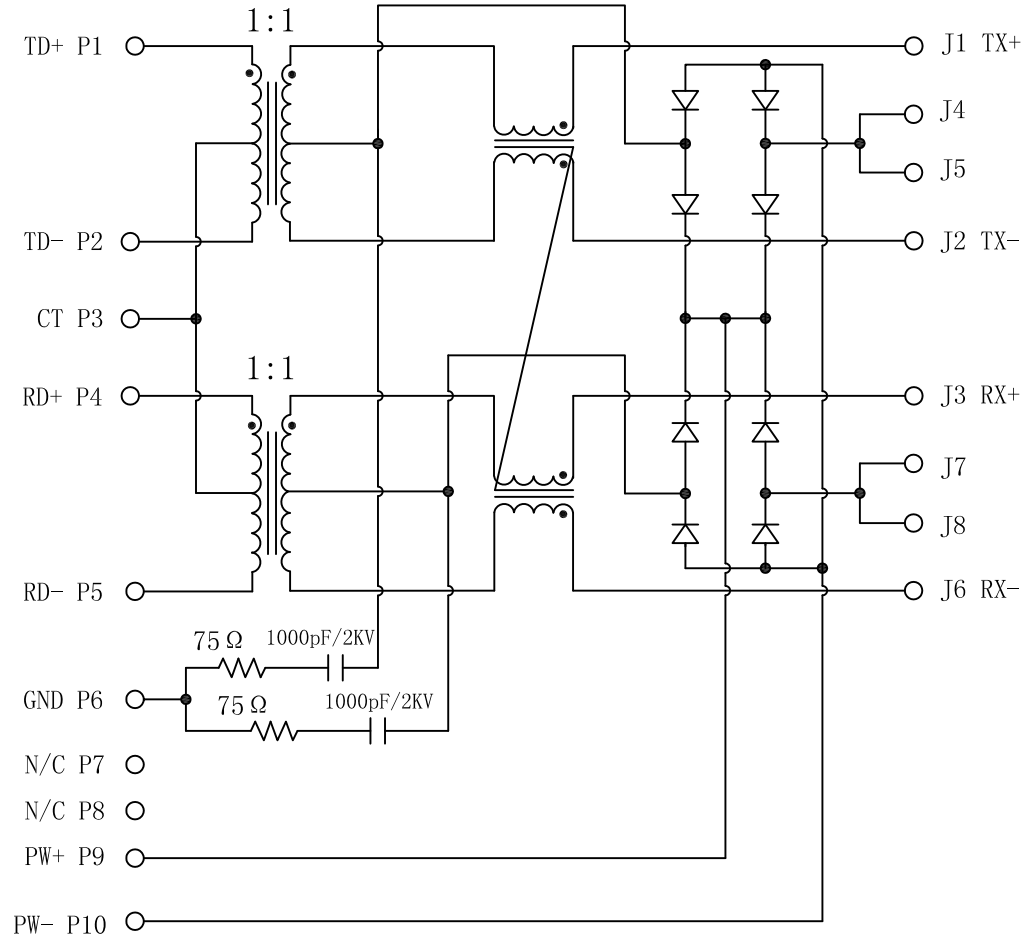 1:1
TD+ P1
J1 TX+
J4
J5
TD- P2
J2 TX-
CT P3
1:1
RD+ P4
J3 RX+
J7
J8
RD- P5
J6 RX-
75Ω 1000pF/2KV
GND P6
75Ω 1000pF/2KV
N/C P7
N/C P8
PW+ P9
PW- P10